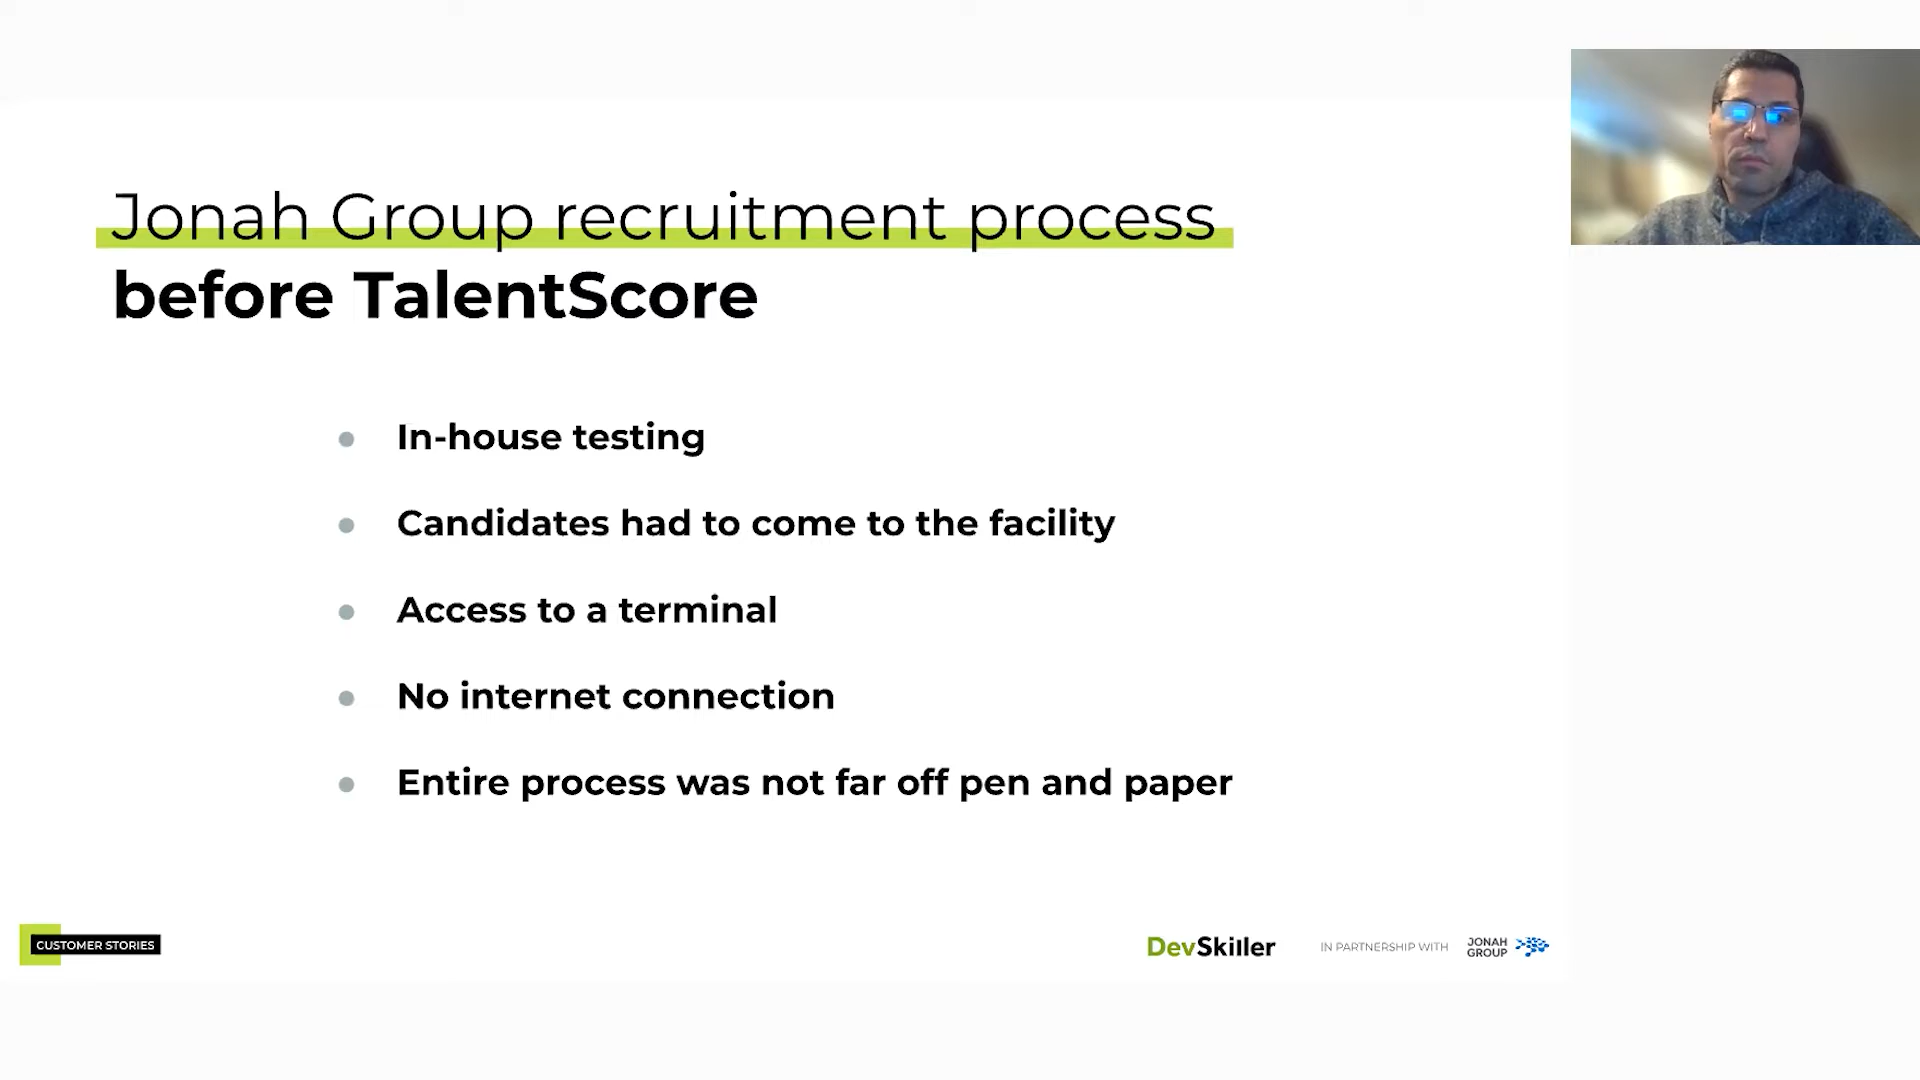 Jonah Group recruitment process
before TalentScore
In-house testing
Candidates had to come to the facility
Access to a terminal
No internet connection
Entire process was not far off pen and paper
CUSTOMER STORIES
DevSkiller
IN PARTNERSHIP WITH
JONAH
GROUP